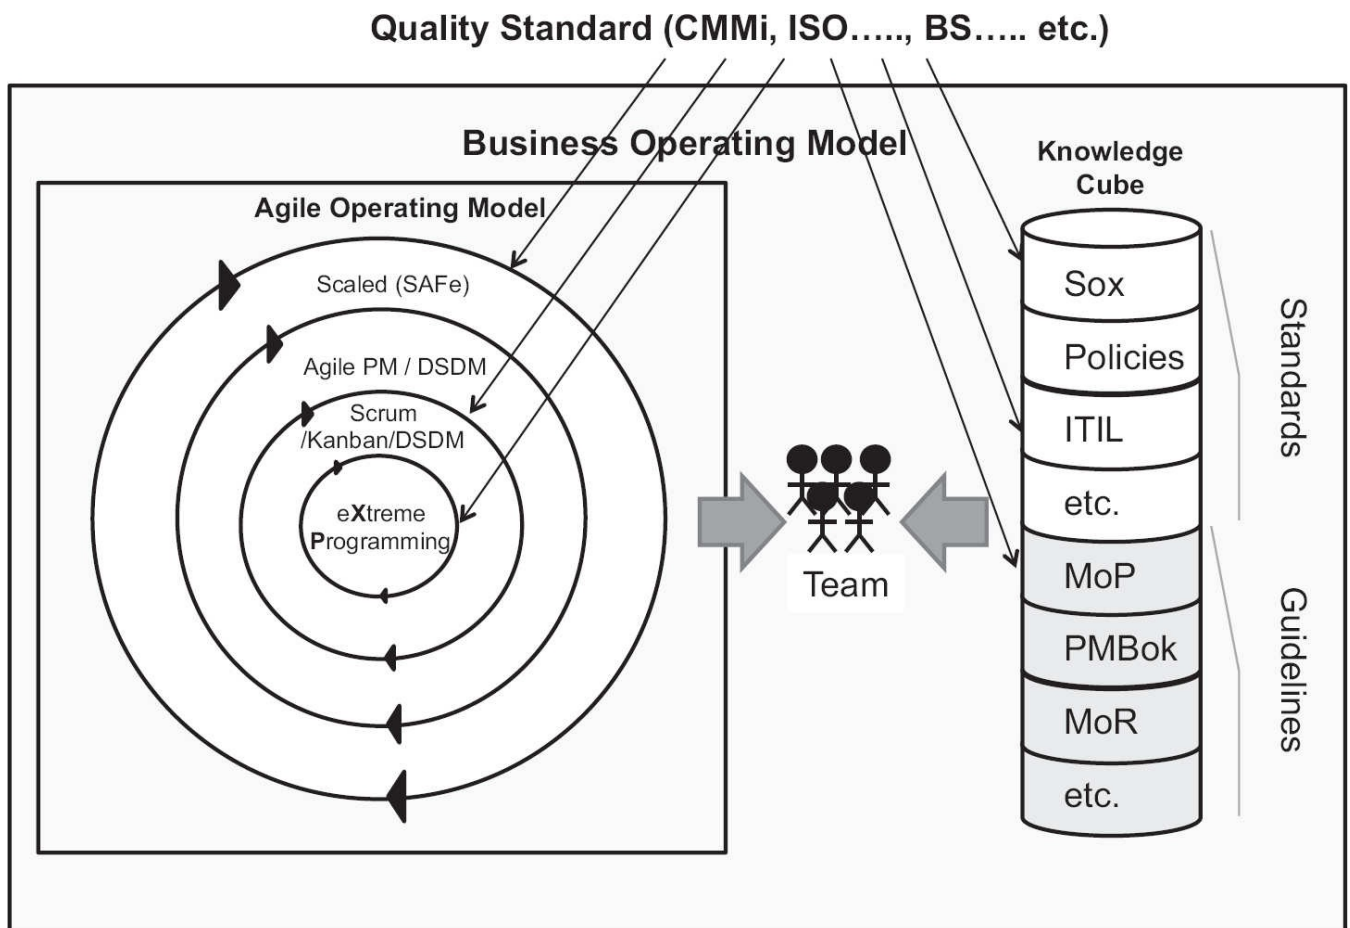 Quality Standard (CMMi, ISO….., BS….. etc.)
Business Operating Model
Agile Operating Model
Scaled (SAFe)
Agile PM / DSDM
Scrum
/Kanban/DSDM
eXtreme
Programming
Team
Knowledge
Cube
Sox
Policies
ITIL
etc.
MoP
PMBok
MoR
etc.
Standards
Guidelines